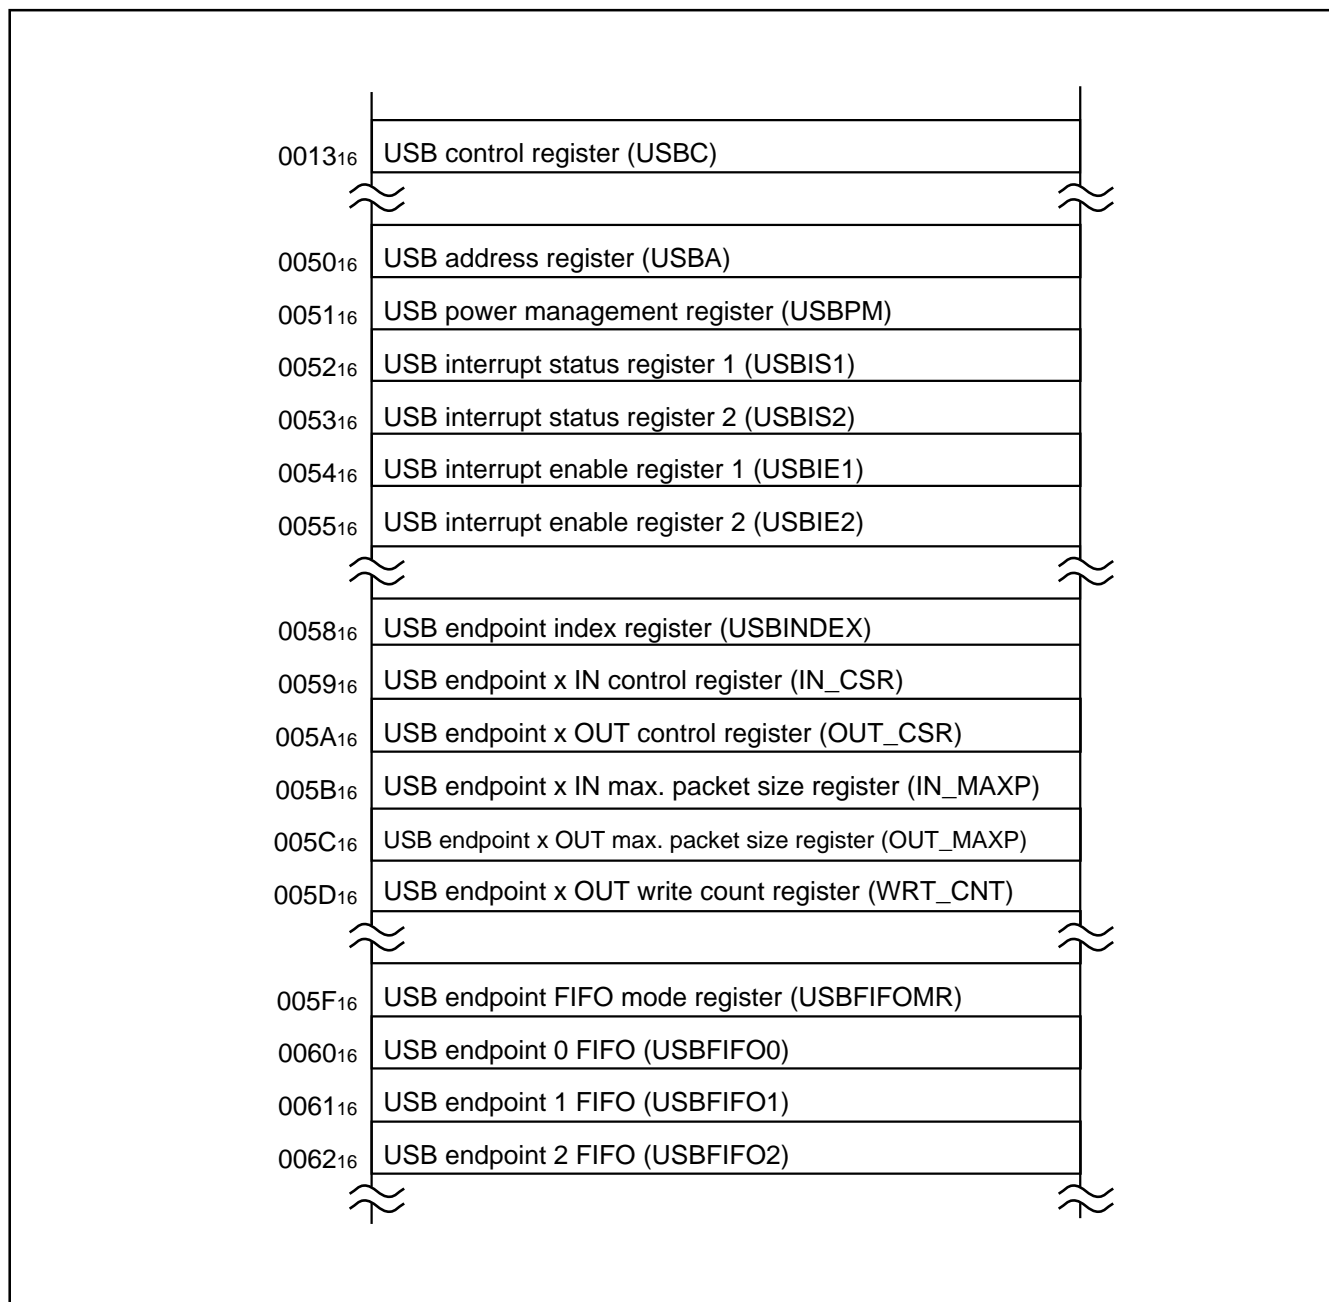 0013₁₆ USB control register (USBC)
0050₁₆ USB address register (USBA)
0051₁₆ USB power management register (USBPM)
0052₁₆ USB interrupt status register 1 (USBIS1)
0053₁₆ USB interrupt status register 2 (USBIS2)
0054₁₆ USB interrupt enable register 1 (USBIE1)
0055₁₆ USB interrupt enable register 2 (USBIE2)
0058₁₆ USB endpoint index register (USBINDEX)
0059₁₆ USB endpoint x IN control register (IN_CSR)
005A₁₆ USB endpoint x OUT control register (OUT_CSR)
005B₁₆ USB endpoint x IN max. packet size register (IN_MAXP)
005C₁₆ USB endpoint x OUT max. packet size register (OUT_MAXP)
005D₁₆ USB endpoint x OUT write count register (WRT_CNT)
005F₁₆ USB endpoint FIFO mode register (USBFIFOMR)
0060₁₆ USB endpoint 0 FIFO (USBFIFO0)
0061₁₆ USB endpoint 1 FIFO (USBFIFO1)
0062₁₆ USB endpoint 2 FIFO (USBFIFO2)